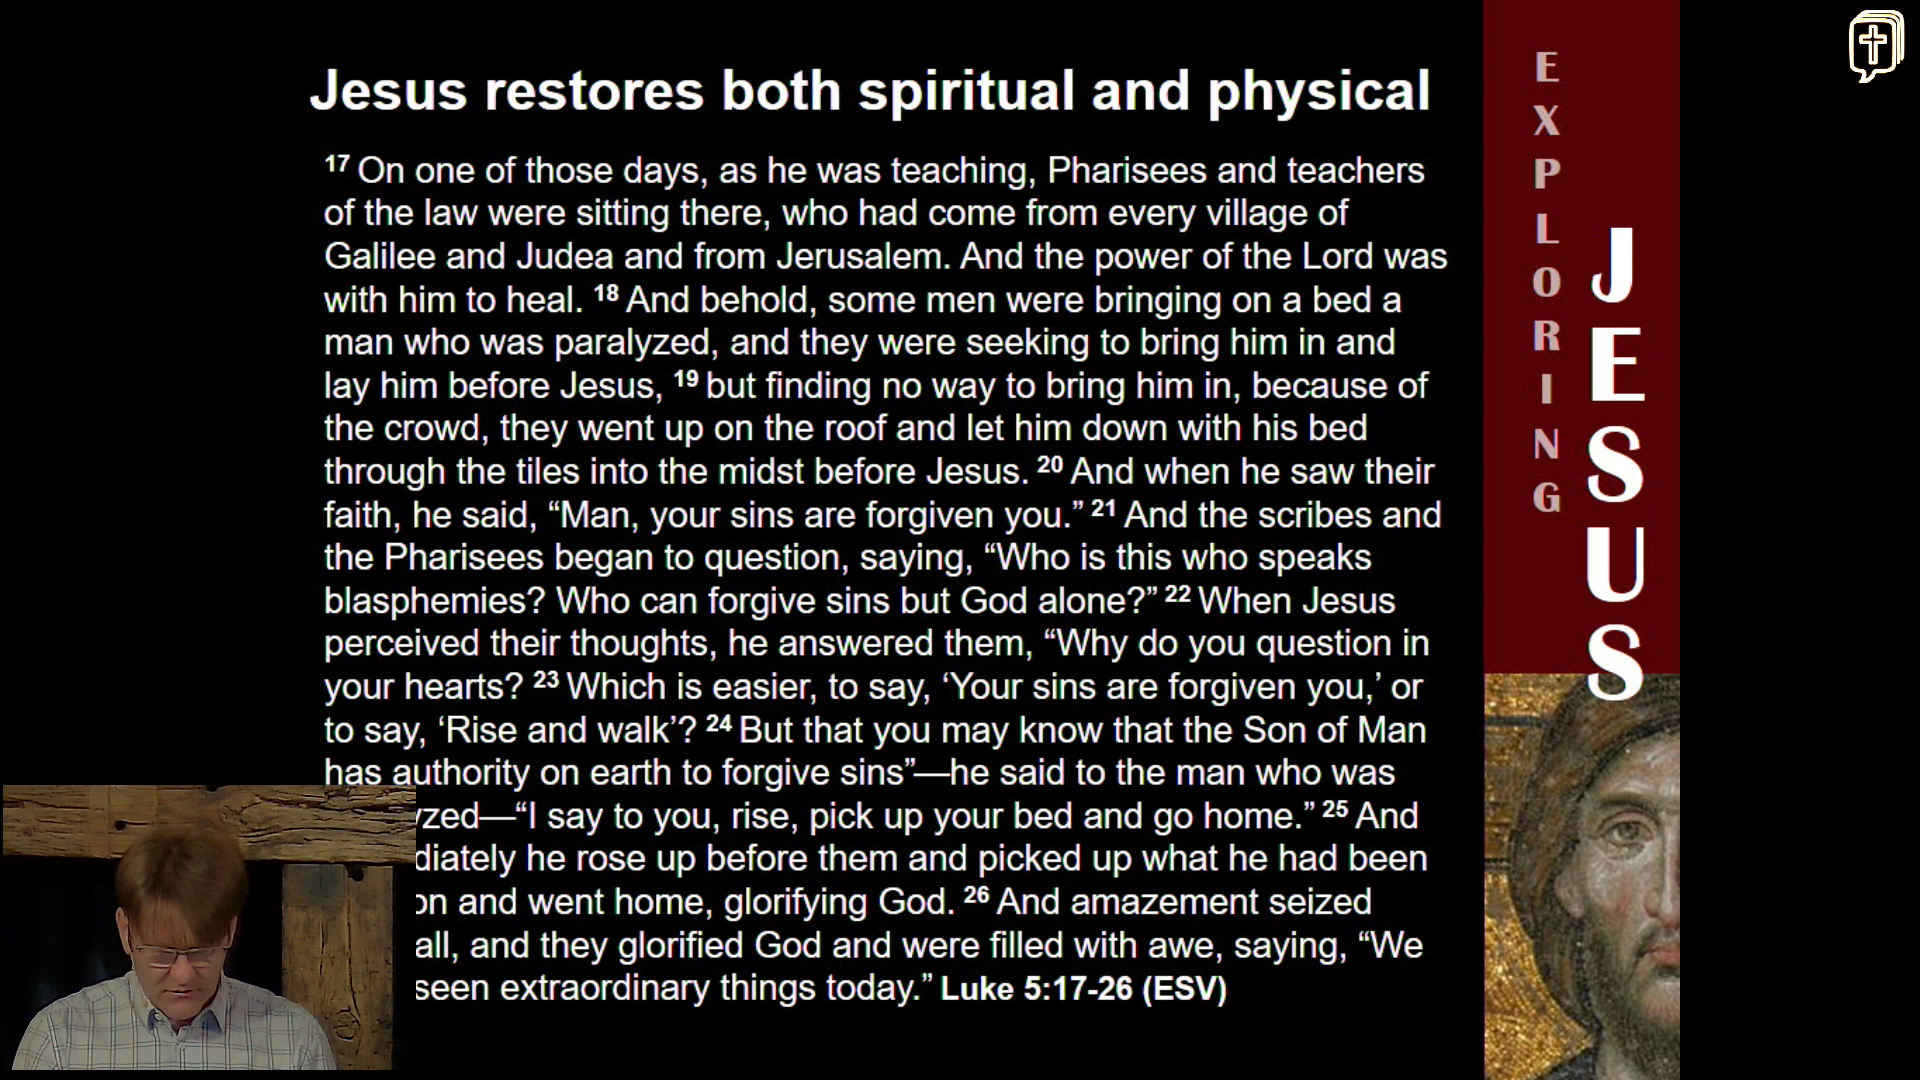 Jesus restores both spiritual and physical
17 On one of those days, as he was teaching, Pharisees and teachers
of the law were sitting there, who had come from every village of
Galilee and Judea and from Jerusalem. And the power of the Lord was
with him to heal. 18 And behold, some men were bringing on a bed a
man who was paralyzed, and they were seeking to bring him in and
lay him before Jesus, 19 but finding no way to bring him in, because of
the crowd, they went up on the roof and let him down with his bed
through the tiles into the midst before Jesus. 20 And when he saw their
faith, he said, “Man, your sins are forgiven you.” 21 And the scribes and
the Pharisees began to question, saying, “Who is this who speaks
blasphemies? Who can forgive sins but God alone?” 22 When Jesus
perceived their thoughts, he answered them, “Why do you question in
your hearts? 23 Which is easier, to say, ‘Your sins are forgiven you,’ or
to say, ‘Rise and walk’? 24 But that you may know that the Son of Man
has authority on earth to forgive sins”—he said to the man who was
yzed—“I say to you, rise, pick up your bed and go home.” 25 And
diately he rose up before them and picked up what he had been
on and went home, glorifying God. 26 And amazement seized
all, and they glorified God and were filled with awe, saying, “We
seen extraordinary things today.” Luke 5:17-26 (ESV)
EXPLORING
JESUS